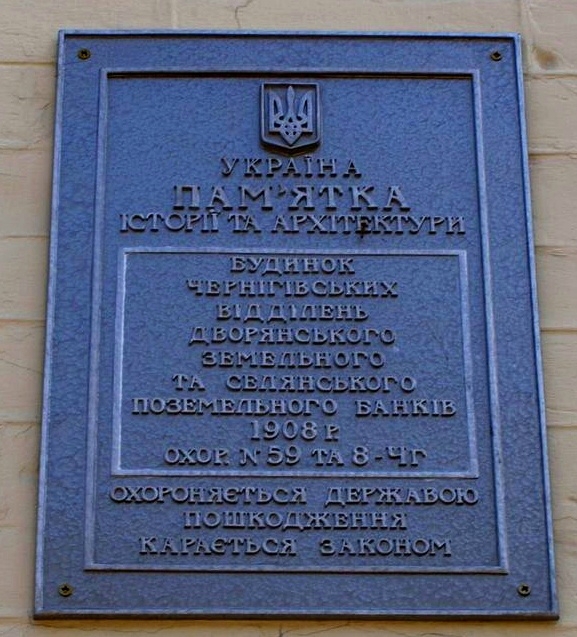 УКРАЇНА
ПАМ'ЯТКА
ІСТОРІЇ ТА АРХІТЕКТУРИ
БУДИНОК
ЧЕРНІГІВСЬКИХ
ВІДДІЛЕНЬ
ДВОРЯНСЬКОГО
ЗЕМЕЛЬНОГО
ТА СЕЛЯНСЬКОГО
ПОЗЕМЕЛЬНОГО БАНКІВ
1908 Р.
ОХОР. N 59 ТА 8 - ЧГ
ОХОРОНЯЄТЬСЯ ДЕРЖАВОЮ
ПОШКОДЖЕННЯ
КАРАЄТЬСЯ ЗАКОНОМ